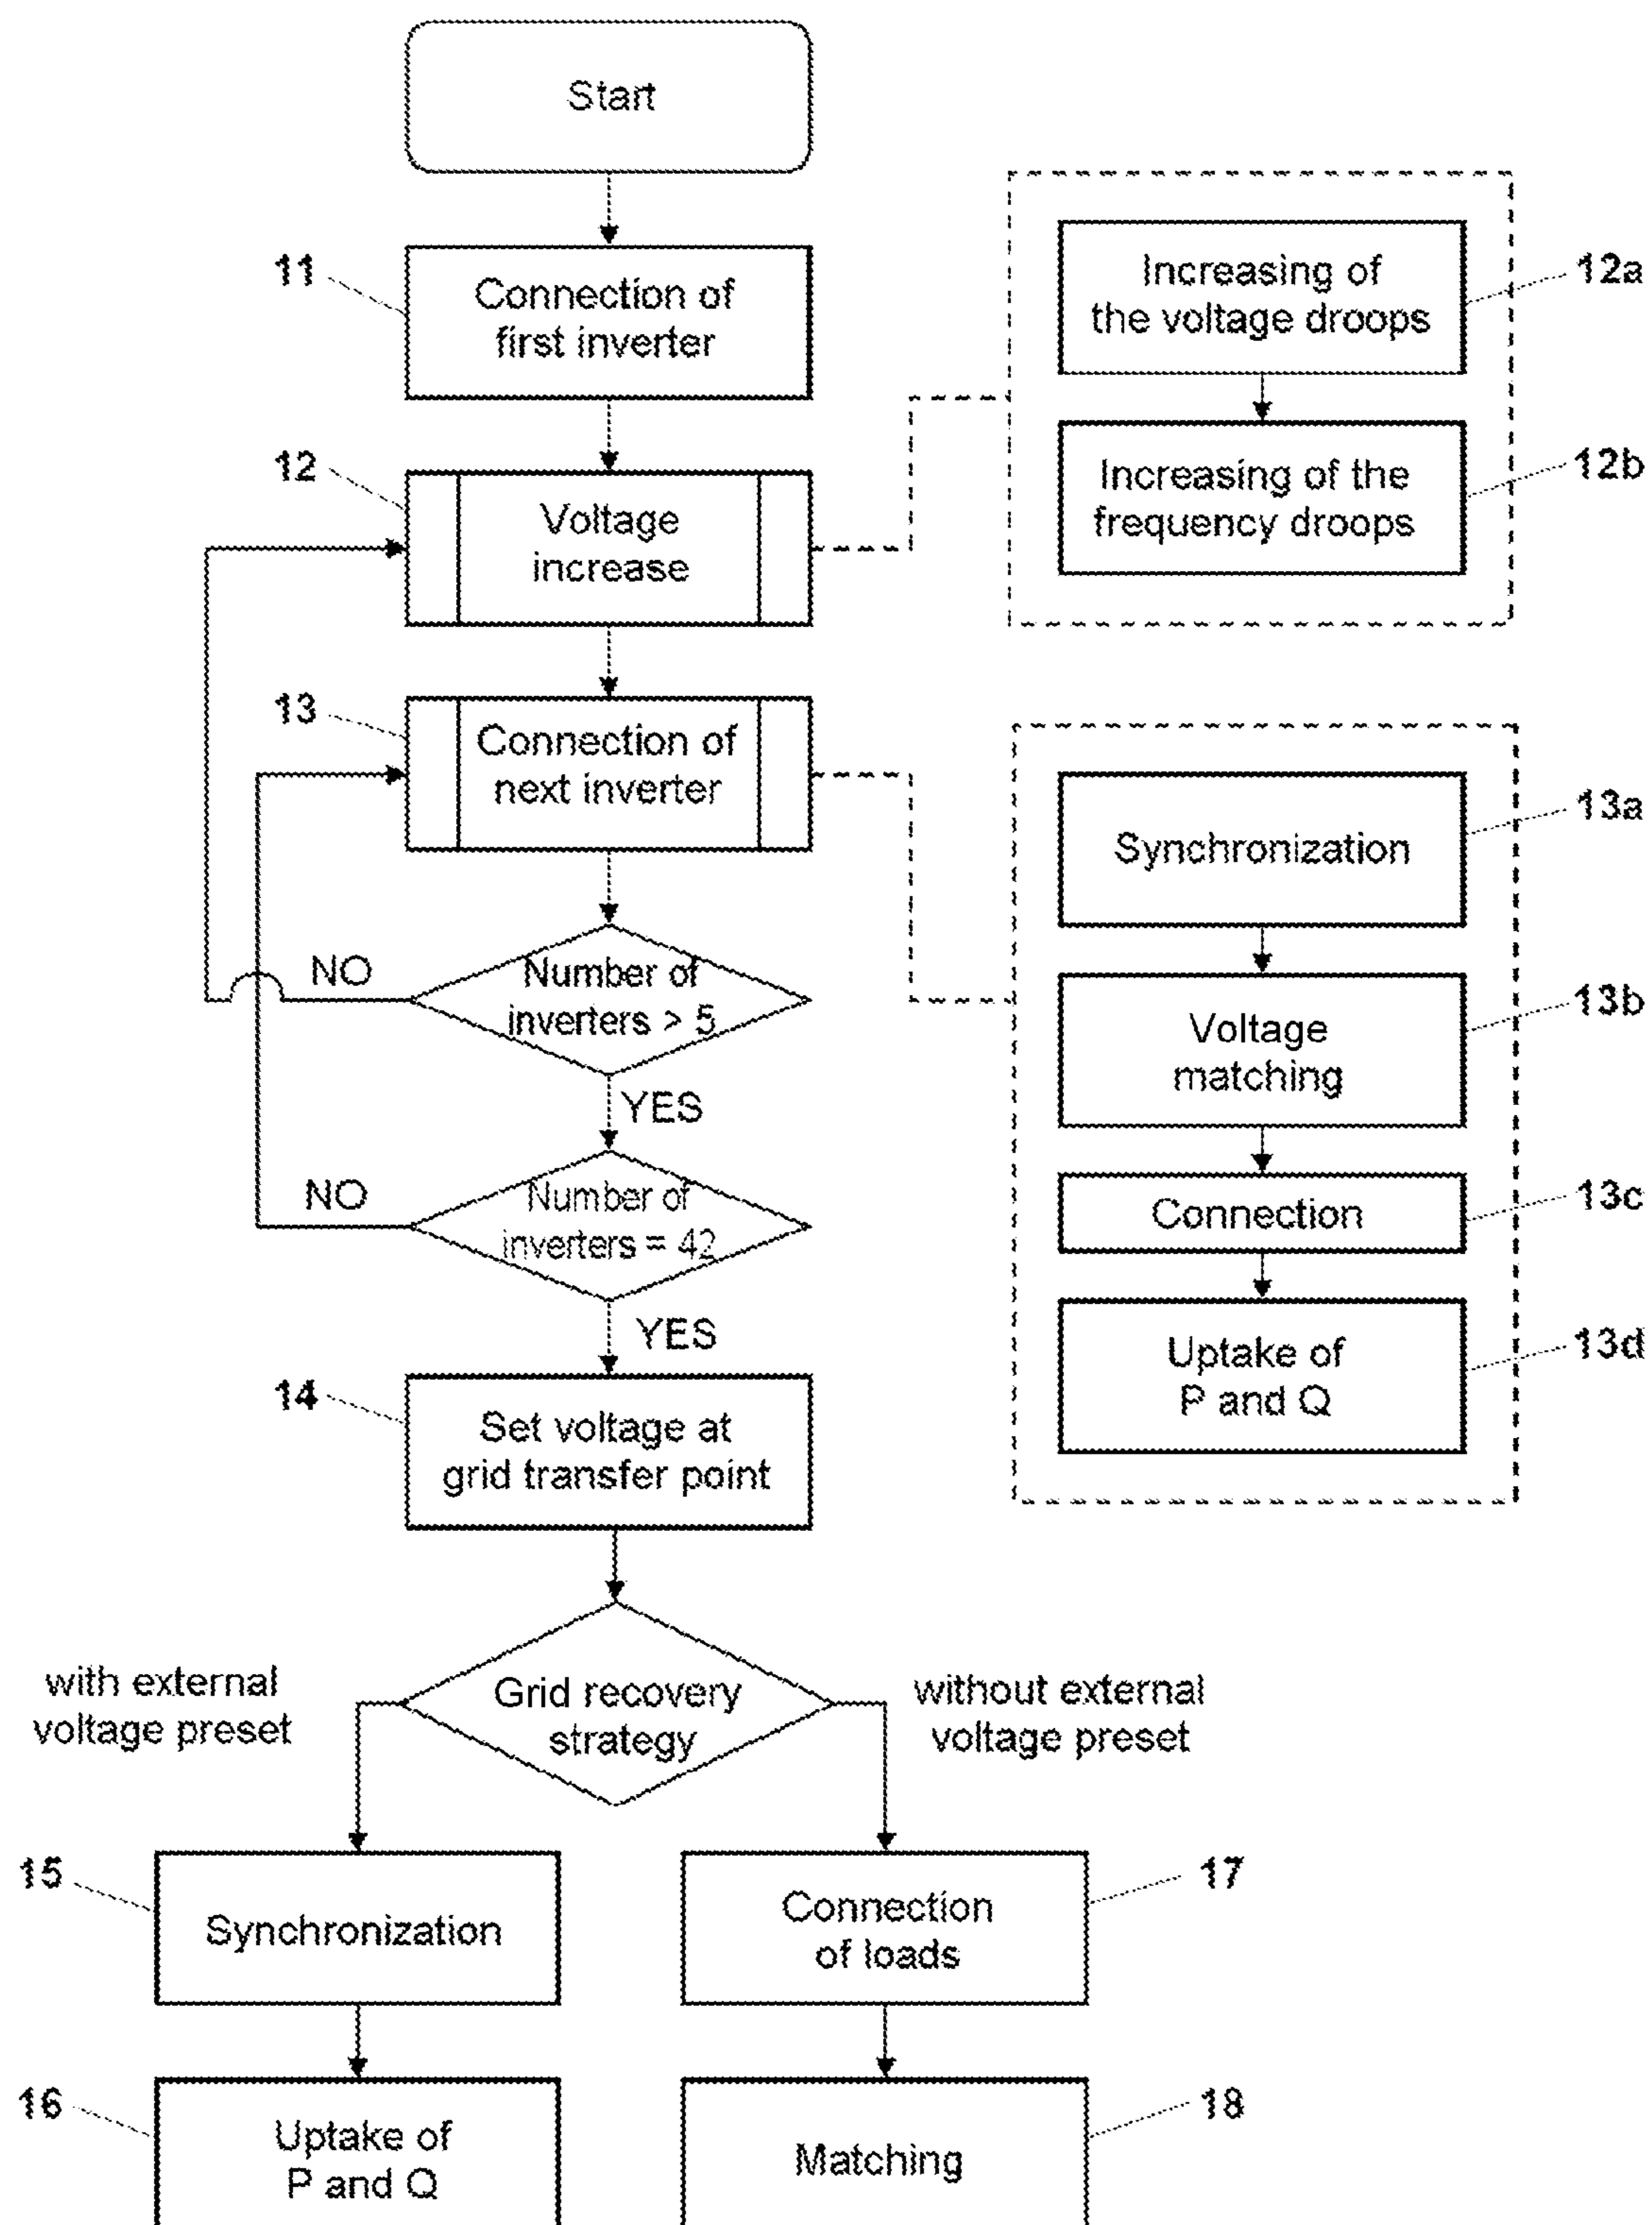 Start
11
Connection of
first inverter
12
Voltage
increase
13
Connection of
next inverter
NO
Number of
inverters > 5
YES
NO
Number of
inverters = 42
YES
14
Set voltage at
grid transfer point
with external
voltage preset
Grid recovery
strategy
without external
voltage preset
15
Synchronization
17
Connection
of loads
16
Uptake of
P and Q
18
Matching
12a
Increasing of
the voltage droops
12b
Increasing of the
frequency droops
13a
Synchronization
13b
Voltage
matching
13c
Connection
13d
Uptake of
P and Q